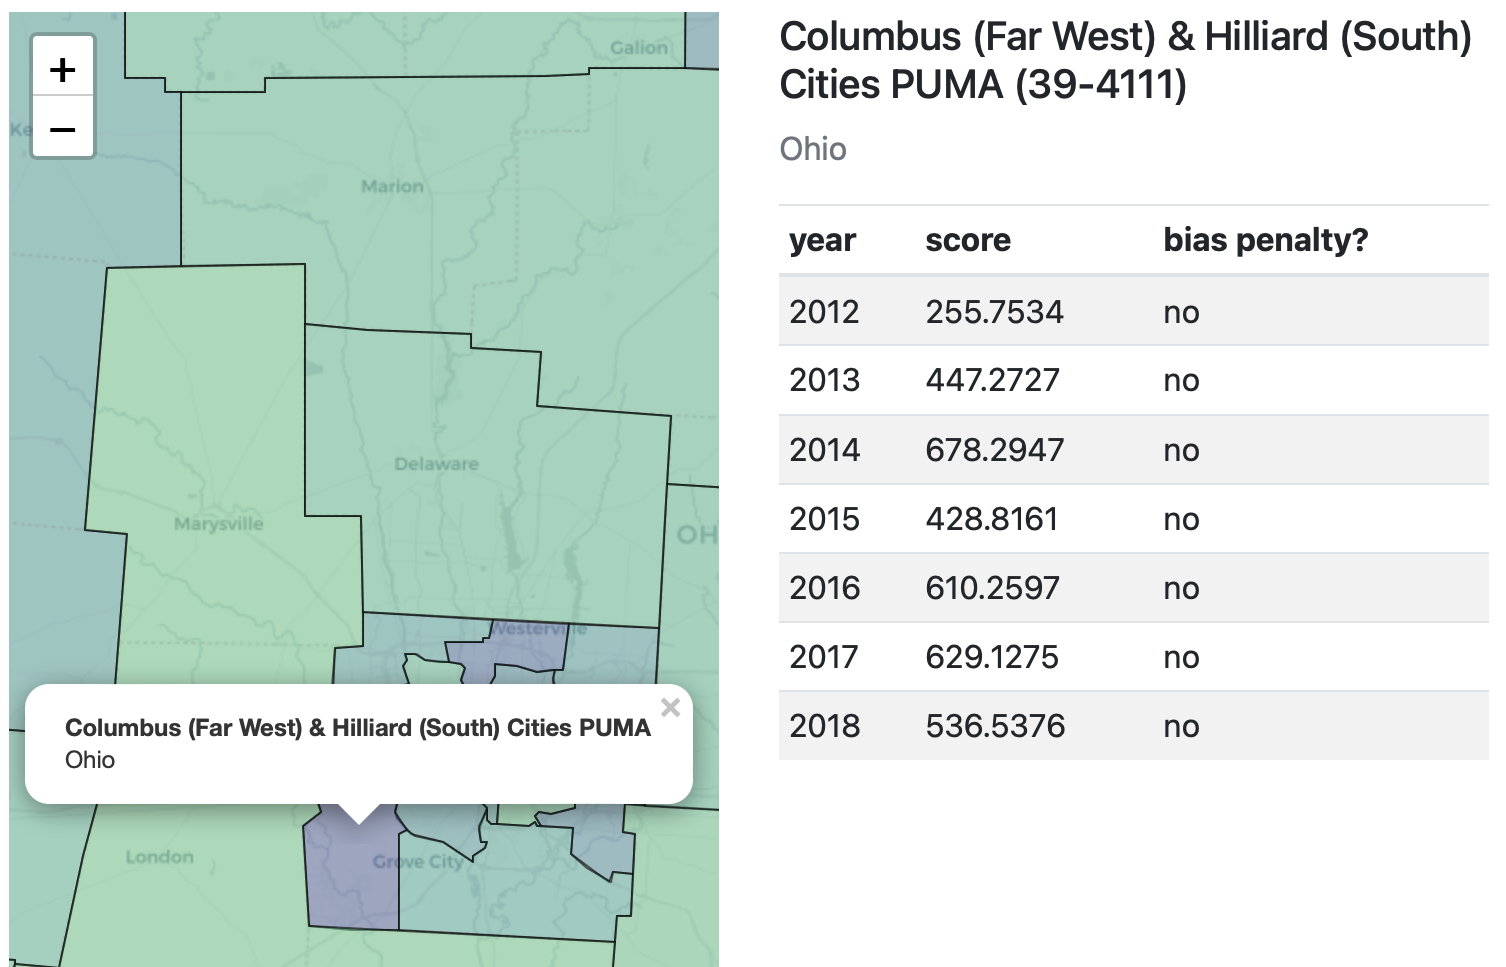 +
−
Galion
Ke
Marion
Delaware
Marysville
OH
Westerville
Columbus (Far West) & Hilliard (South) Cities PUMA
Ohio
×
London
Grove City
Columbus (Far West) & Hilliard (South)
Cities PUMA (39-4111)
Ohio
year score bias penalty?
2012 255.7534 no
2013 447.2727 no
2014 678.2947 no
2015 428.8161 no
2016 610.2597 no
2017 629.1275 no
2018 536.5376 no